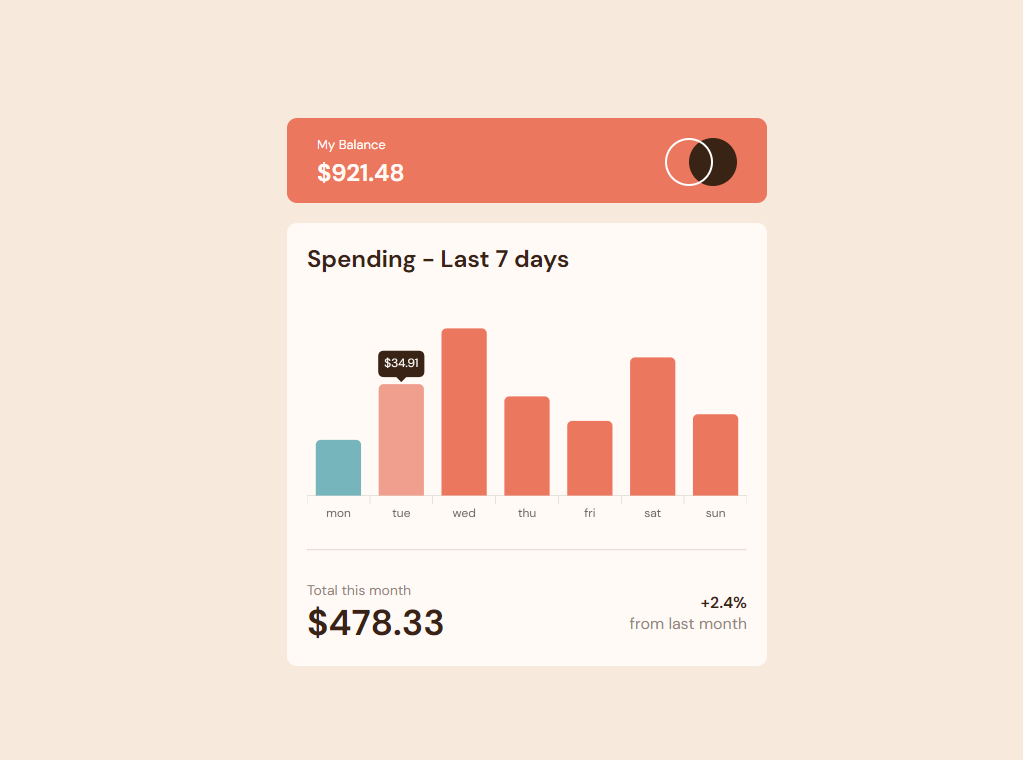 My Balance
$921.48
Spending - Last 7 days
$34.91
mon tue wed thu fri sat sun
Total this month
$478.33
+2.4%
from last month